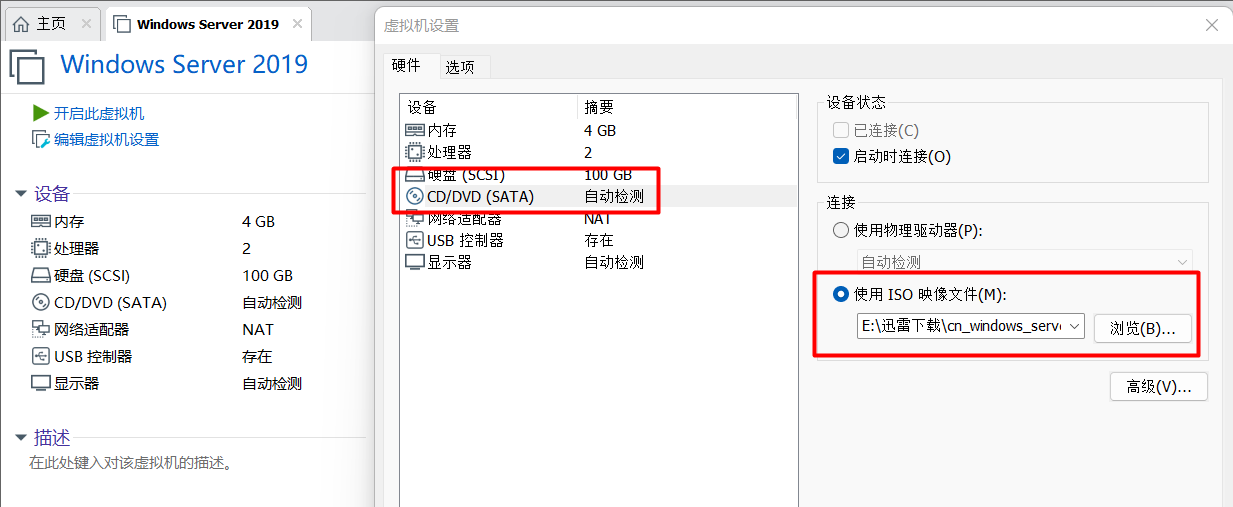 主页
Windows Server 2019
Windows Server 2019
开启此虚拟机
编辑虚拟机设置
设备
内存 4 GB
处理器 2
硬盘 (SCSI) 100 GB
CD/DVD (SATA) 自动检测
网络适配器 NAT
USB 控制器 存在
显示器 自动检测
描述
在此处键入对该虚拟机的描述。
虚拟机设置
硬件 选项
设备 摘要
内存 4 GB
处理器 2
硬盘 (SCSI) 100 GB
CD/DVD (SATA) 自动检测
网络适配器 NAT
USB 控制器 存在
显示器 自动检测
设备状态
已连接(C)
启动时连接(O)
连接
使用物理驱动器(P):
自动检测
使用 ISO 映像文件(M):
E:\迅雷下载\cn_windows_serve
浏览(B)...
高级(V)...